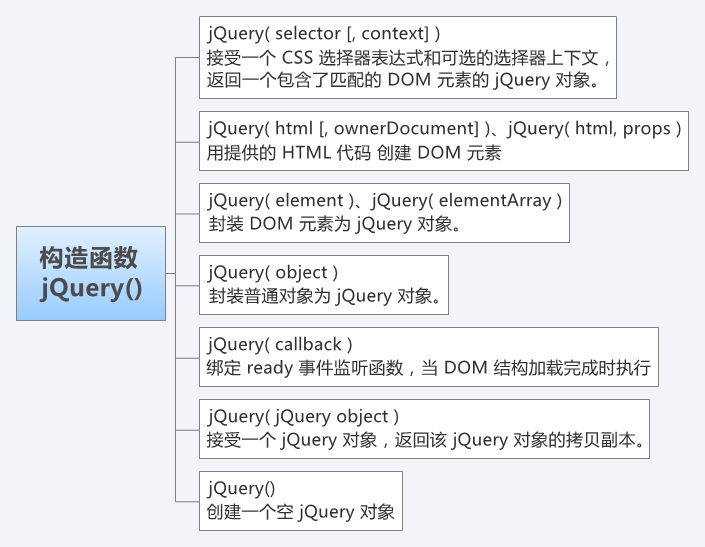 构造函数
jQuery()
jQuery( selector [, context] )
接受一个 CSS 选择器表达式和可选的选择器上下文，
返回一个包含了匹配的 DOM 元素的 jQuery 对象。
jQuery( html [, ownerDocument] )、jQuery( html, props )
用提供的 HTML 代码 创建 DOM 元素
jQuery( element )、jQuery( elementArray )
封装 DOM 元素为 jQuery 对象。
jQuery( object )
封装普通对象为 jQuery 对象。
jQuery( callback )
绑定 ready 事件监听函数，当 DOM 结构加载完成时执行
jQuery( jQuery object )
接受一个 jQuery 对象，返回该 jQuery 对象的拷贝副本。
jQuery()
创建一个空 jQuery 对象